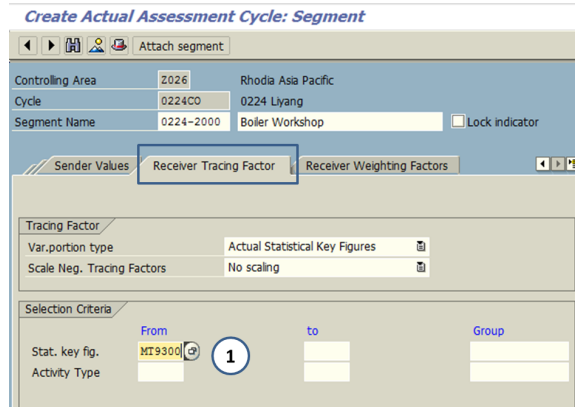 Create Actual Assessment Cycle: Segment
Attach segment
Controlling Area Z026 Rhodia Asia Pacific
Cycle 0224CO 0224 Liyang
Segment Name 0224-2000 Boiler Workshop Lock indicator
Sender Values Receiver Tracing Factor Receiver Weighting Factors
Tracing Factor
Var.portion type Actual Statistical Key Figures
Scale Neg. Tracing Factors No scaling
Selection Criteria
From to Group
Stat. key fig. MT9300 1
Activity Type